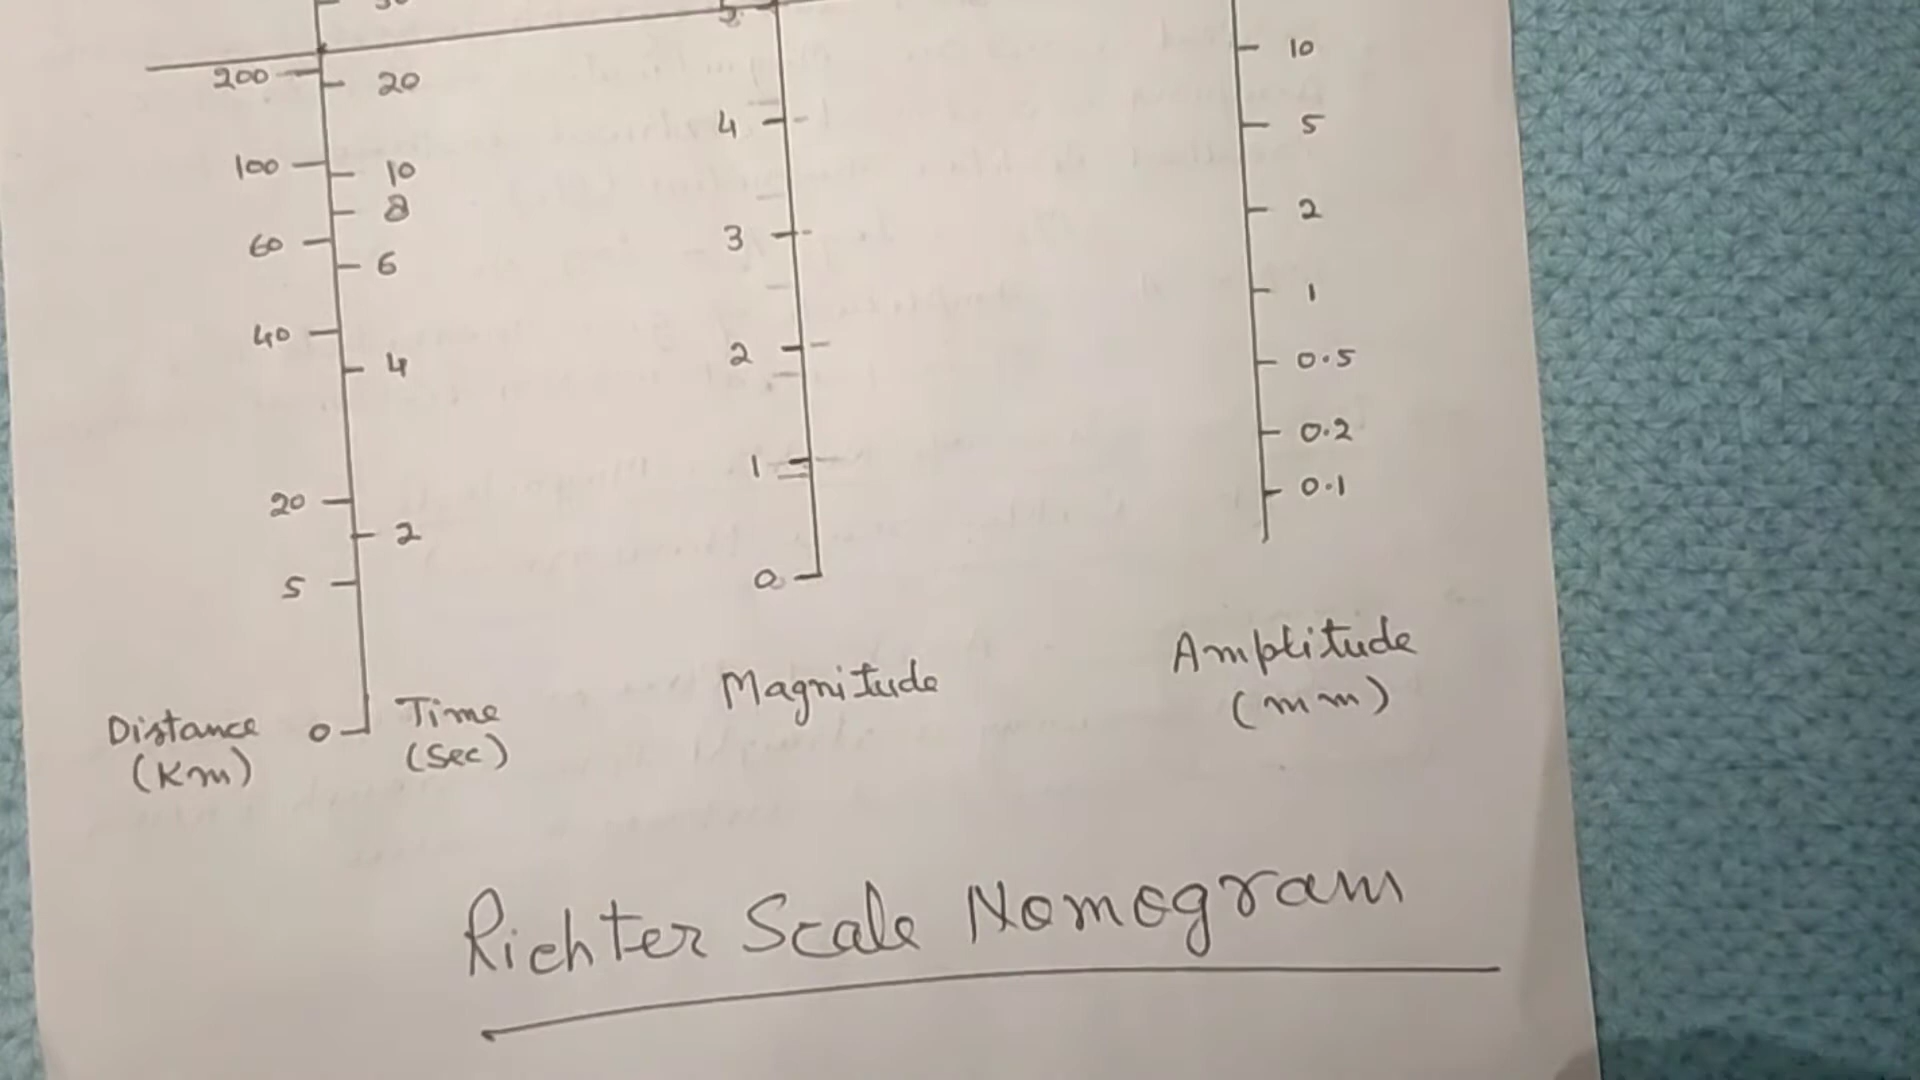 200 20
100 10
8
60 6
40 4
20 2
5
0
5
4
3
2
1
0
10
5
2
1
0.5
0.2
0.1
Distance
(Km)
Time
(Sec)
Magnitude
Amplitude
(mm)
Richter Scale Nomogram